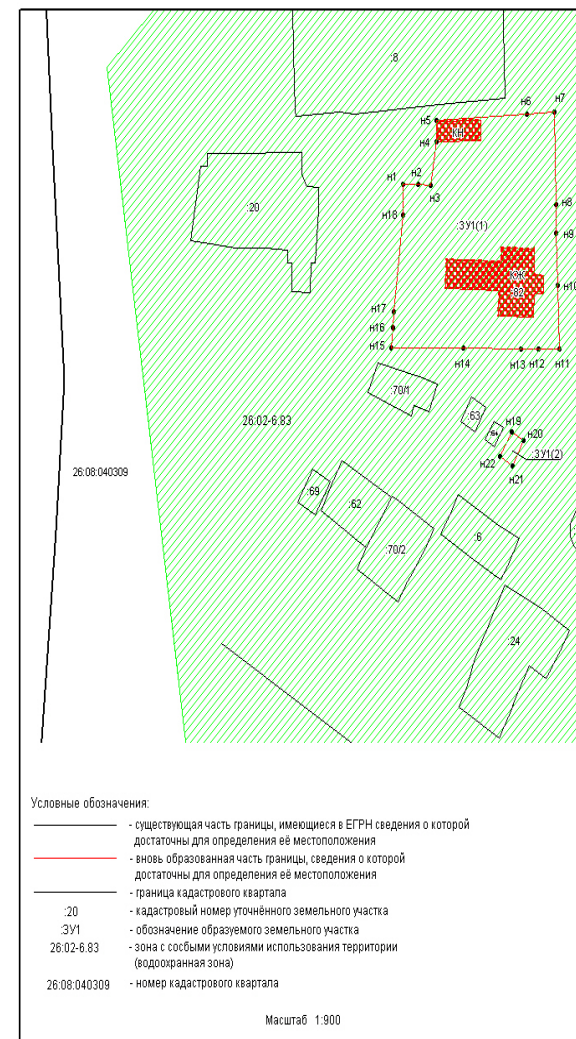 :8
н7
н6
н5
КН
н4
н1
н2
н3
:20
н8
н18
:ЗУ1(1)
н9
КЖ
:82
н10
н17
н16
н15
н14
н13
н12
н11
:70/1
:63
26:02-6.83
н19
н20
:ЗУ1(2)
н22
н21
26:08:040309
:69
:62
:6
:70/2
:24
Условные обозначения:
- существующая часть границы, имеющиеся в ЕГРН сведения о которой
достаточны для определения её местоположения
- вновь образованная часть границы, сведения о которой
достаточны для определения её местоположения
- граница кадастрового квартала
:20 - кадастровый номер уточнённого земельного участка
:ЗУ1 - обозначение образуемого земельного участка
26:02-6.83 - зона с сосбыми условиями использования территории
(водоохранная зона)
26:08:040309 - номер кадастрового квартала
Масштаб 1:900